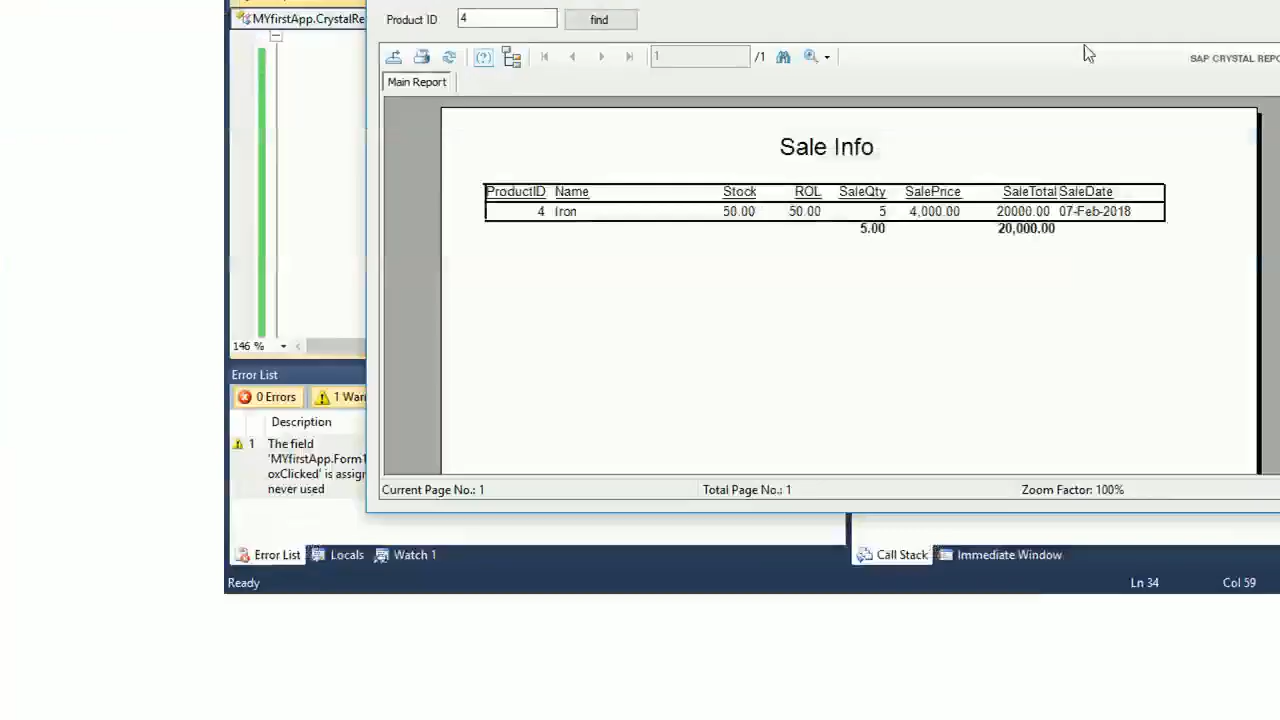 MYfirstApp.CrystalRe
Product ID 4 find
1 /1
SAP CRYSTAL REPO
Main Report
Sale Info
ProductID Name Stock ROL SaleQty SalePrice SaleTotal SaleDate
4 Iron 50.00 50.00 5 4,000.00 20000.00 07-Feb-2018
5.00 20,000.00
146 %
Error List
0 Errors 1 War
Description
1 The field
'MYfirstApp.Form1
oxClicked' is assig
never used
Current Page No.: 1 Total Page No.: 1 Zoom Factor: 100%
Error List Locals Watch 1 Call Stack Immediate Window
Ready Ln 34 Col 59